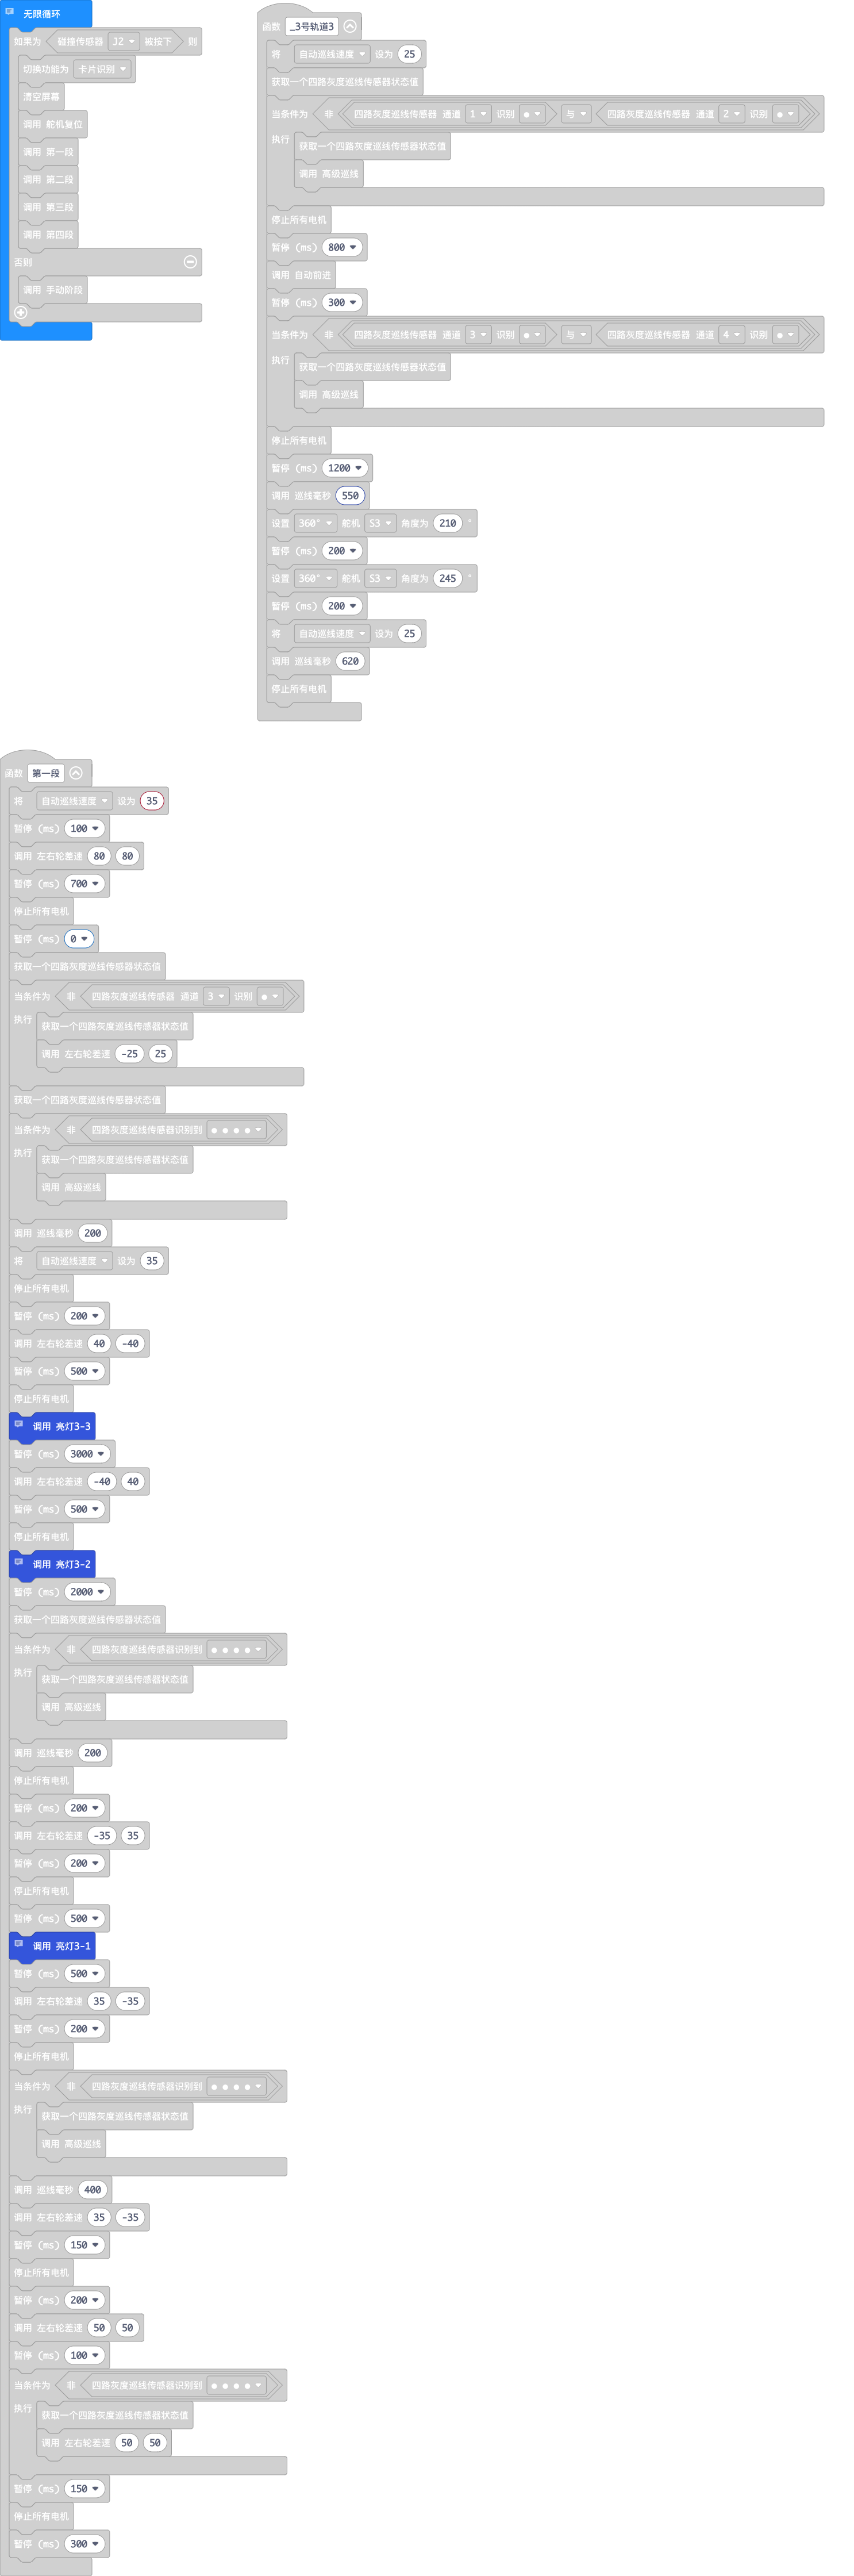 无限循环
如果为 碰撞传感器 J2 被按下 则
切换功能为 卡片识别
清空屏幕
调用 舵机复位
调用 第一段
调用 第二段
调用 第三段
调用 第四段
否则
调用 手动阶段
函数 _3号轨道3
将 自动巡线速度 设为 25
获取一个四路灰度巡线传感器状态值
当条件为 非 四路灰度巡线传感器 通道 1 识别 ● 与 四路灰度巡线传感器 通道 2 识别 ●
执行
获取一个四路灰度巡线传感器状态值
调用 高级巡线
停止所有电机
暂停 (ms) 800
调用 自动前进
暂停 (ms) 300
当条件为 非 四路灰度巡线传感器 通道 3 识别 ● 与 四路灰度巡线传感器 通道 4 识别 ●
执行
获取一个四路灰度巡线传感器状态值
调用 高级巡线
停止所有电机
暂停 (ms) 1200
调用 巡线毫秒 550
设置 360° 舵机 S3 角度为 210 °
暂停 (ms) 200
设置 360° 舵机 S3 角度为 245 °
暂停 (ms) 200
将 自动巡线速度 设为 25
调用 巡线毫秒 620
停止所有电机
函数 第一段
将 自动巡线速度 设为 35
暂停 (ms) 100
调用 左右轮差速 80 80
暂停 (ms) 700
停止所有电机
暂停 (ms) 0
获取一个四路灰度巡线传感器状态值
当条件为 非 四路灰度巡线传感器 通道 3 识别 ●
执行
获取一个四路灰度巡线传感器状态值
调用 左右轮差速 -25 25
获取一个四路灰度巡线传感器状态值
当条件为 非 四路灰度巡线传感器识别到 ● ● ● ●
执行
获取一个四路灰度巡线传感器状态值
调用 高级巡线
调用 巡线毫秒 200
将 自动巡线速度 设为 35
停止所有电机
暂停 (ms) 200
调用 左右轮差速 40 -40
暂停 (ms) 500
停止所有电机
调用 亮灯3-3
暂停 (ms) 3000
调用 左右轮差速 -40 40
暂停 (ms) 500
停止所有电机
调用 亮灯3-2
暂停 (ms) 2000
获取一个四路灰度巡线传感器状态值
当条件为 非 四路灰度巡线传感器识别到 ● ● ● ●
执行
获取一个四路灰度巡线传感器状态值
调用 高级巡线
调用 巡线毫秒 200
停止所有电机
暂停 (ms) 200
调用 左右轮差速 -35 35
暂停 (ms) 200
停止所有电机
暂停 (ms) 500
调用 亮灯3-1
暂停 (ms) 500
调用 左右轮差速 35 -35
暂停 (ms) 200
停止所有电机
当条件为 非 四路灰度巡线传感器识别到 ● ● ● ●
执行
获取一个四路灰度巡线传感器状态值
调用 高级巡线
调用 巡线毫秒 400
调用 左右轮差速 35 -35
暂停 (ms) 150
停止所有电机
暂停 (ms) 200
调用 左右轮差速 50 50
暂停 (ms) 100
当条件为 非 四路灰度巡线传感器识别到 ● ● ● ●
执行
获取一个四路灰度巡线传感器状态值
调用 左右轮差速 50 50
暂停 (ms) 150
停止所有电机
暂停 (ms) 300